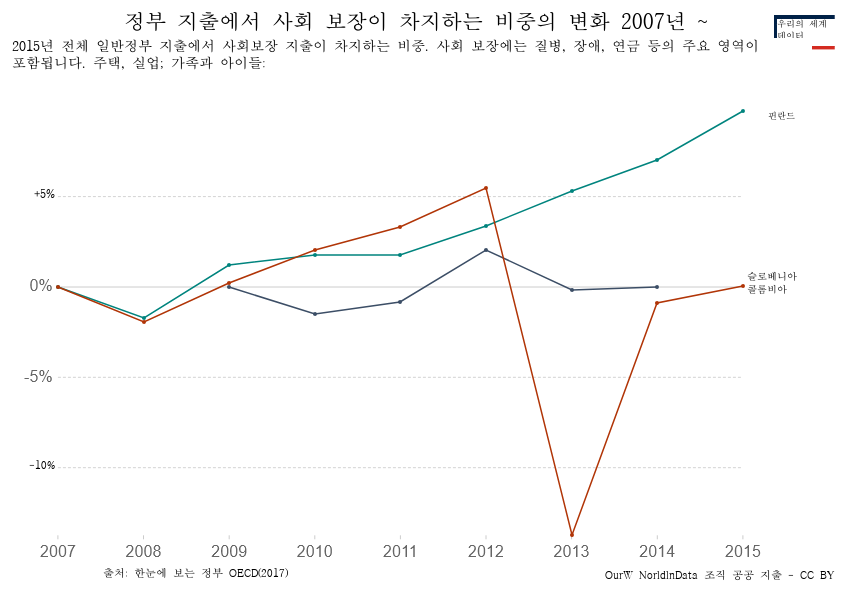 정부 지출에서 사회 보장이 차지하는 비중의 변화 2007년 ~
우리의 세계
데이터
2015년 전체 일반정부 지출에서 사회보장 지출이 차지하는 비중. 사회 보장에는 질병, 장애, 연금 등의 주요 영역이
포함됩니다. 주택, 실업; 가족과 아이들:
핀란드
+5%
슬로베니아
0%
콜롬비아
-5%
-10%
2007 2008 2009 2010 2011 2012 2013 2014 2015
출처: 한눈에 보는 정부 OECD(2017)
OurW NorldInData 조직 공공 지출 - CC BY